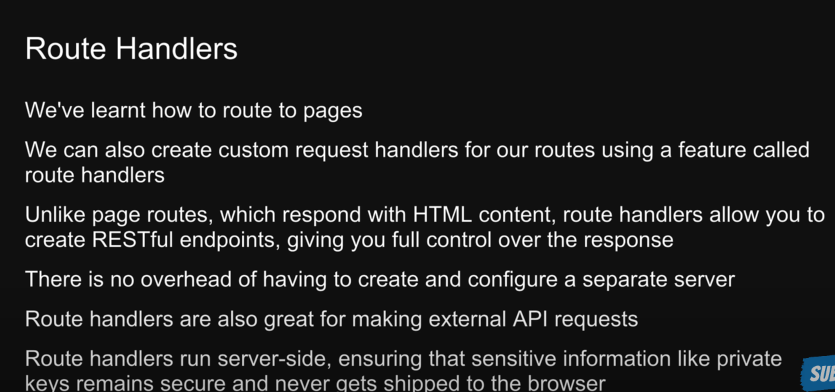 Route Handlers
We've learnt how to route to pages
We can also create custom request handlers for our routes using a feature called
route handlers
Unlike page routes, which respond with HTML content, route handlers allow you to
create RESTful endpoints, giving you full control over the response
There is no overhead of having to create and configure a separate server
Route handlers are also great for making external API requests
Route handlers run server-side, ensuring that sensitive information like private
keys remains secure and never gets shipped to the browser